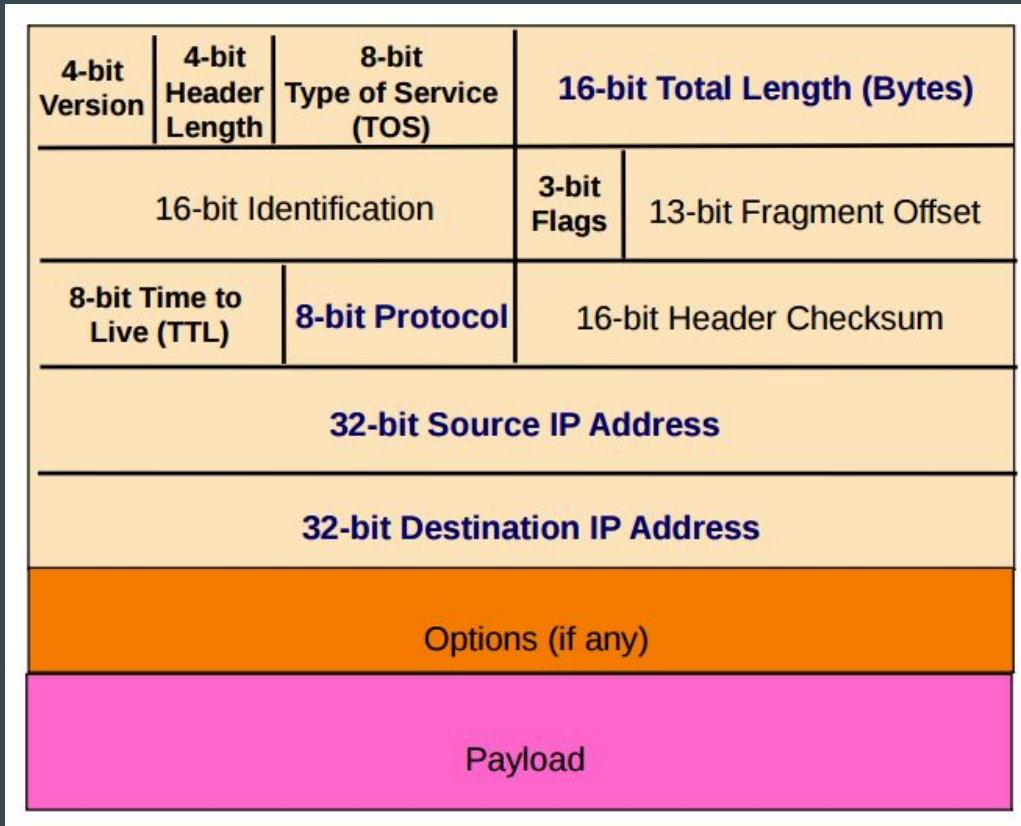 4-bit
Version
4-bit
Header
Length
8-bit
Type of Service
(TOS)
16-bit Total Length (Bytes)
16-bit Identification
3-bit
Flags
13-bit Fragment Offset
8-bit Time to
Live (TTL)
8-bit Protocol
16-bit Header Checksum
32-bit Source IP Address
32-bit Destination IP Address
Options (if any)
Payload